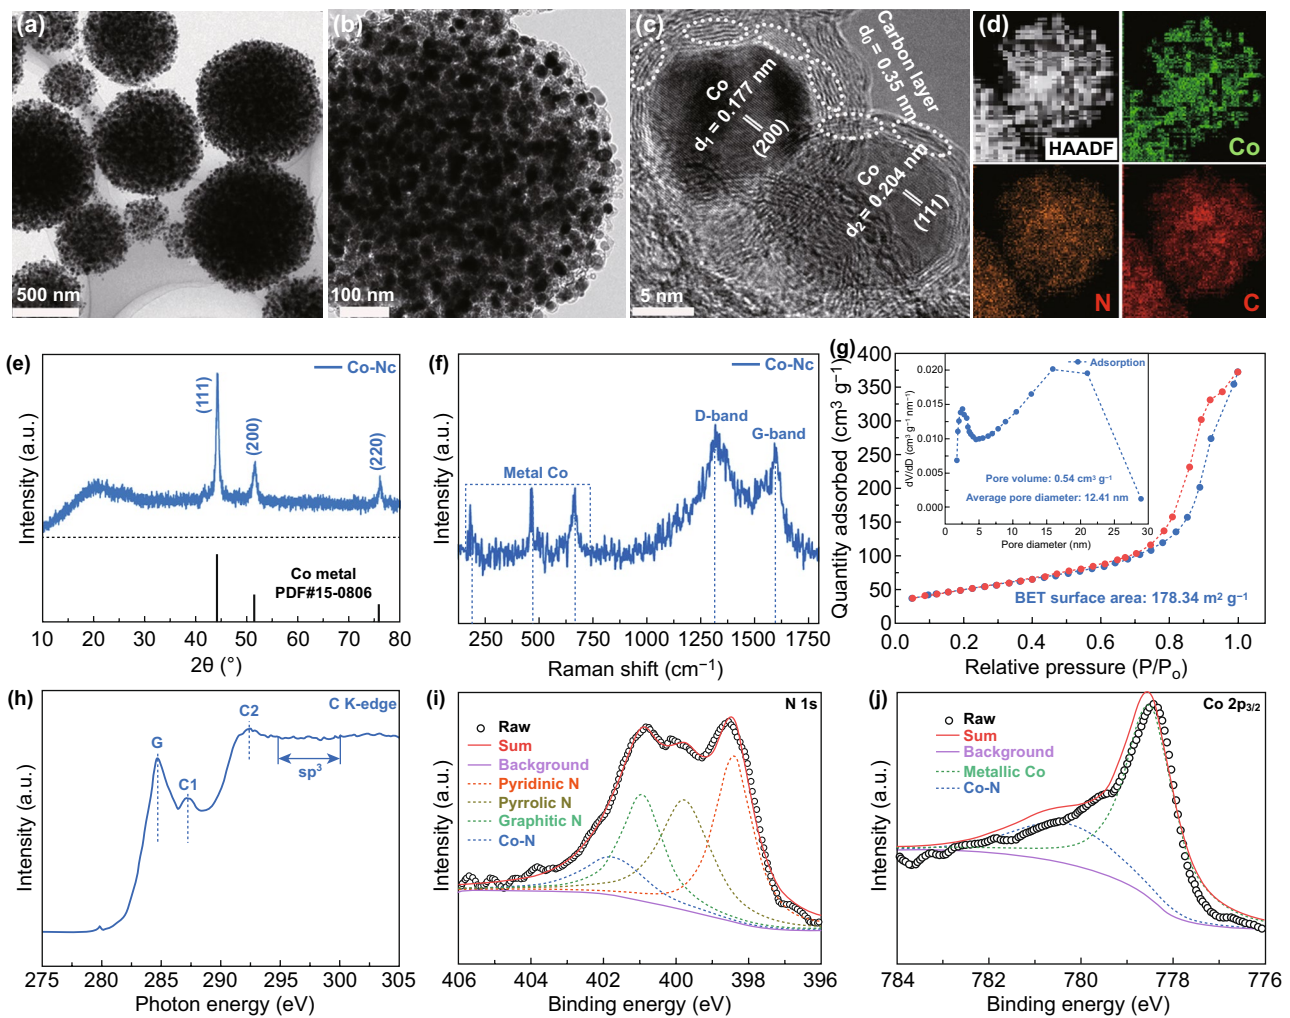 (a)
500 nm
(b)
100 nm
(c)
Carbon layer
d0 = 0.35 nm
Co
d1 = 0.177 nm
(200)
Co
d2 = 0.204 nm
(111)
5 nm
(d)
HAADF
Co
N
C
(e)
Co-Nc
(111)
(200)
(220)
Co metal
PDF#15-0806
Intensity (a.u.)
10 20 30 40 50 60 70 80
2θ (°)
(f)
Co-Nc
D-band
G-band
Metal Co
Intensity (a.u.)
250 500 750 1000 1250 1500 1750
Raman shift (cm−1)
(g)
400
350
300
250
200
150
100
50
0
Quantity adsorbed (cm3 g−1)
0.0 0.2 0.4 0.6 0.8 1.0
Relative pressure (P/Po)
BET surface area: 178.34 m2 g−1
Adsorption
0.020
0.015
0.010
0.005
0.000
dV/dD (cm3 g−1 nm−1)
Pore volume: 0.54 cm3 g−1
Average pore diameter: 12.41 nm
0 5 10 15 20 25 30
Pore diameter (nm)
(h)
C K-edge
G
C1
C2
sp3
Intensity (a.u.)
275 280 285 290 295 300 305
Photon energy (eV)
(i)
N 1s
Raw
Sum
Background
Pyridinic N
Pyrrolic N
Graphitic N
Co-N
Intensity (a.u.)
406 404 402 400 398 396
Binding energy (eV)
(j)
Co 2p3/2
Raw
Sum
Background
Metallic Co
Co-N
Intensity (a.u.)
784 782 780 778 776
Binding energy (eV)